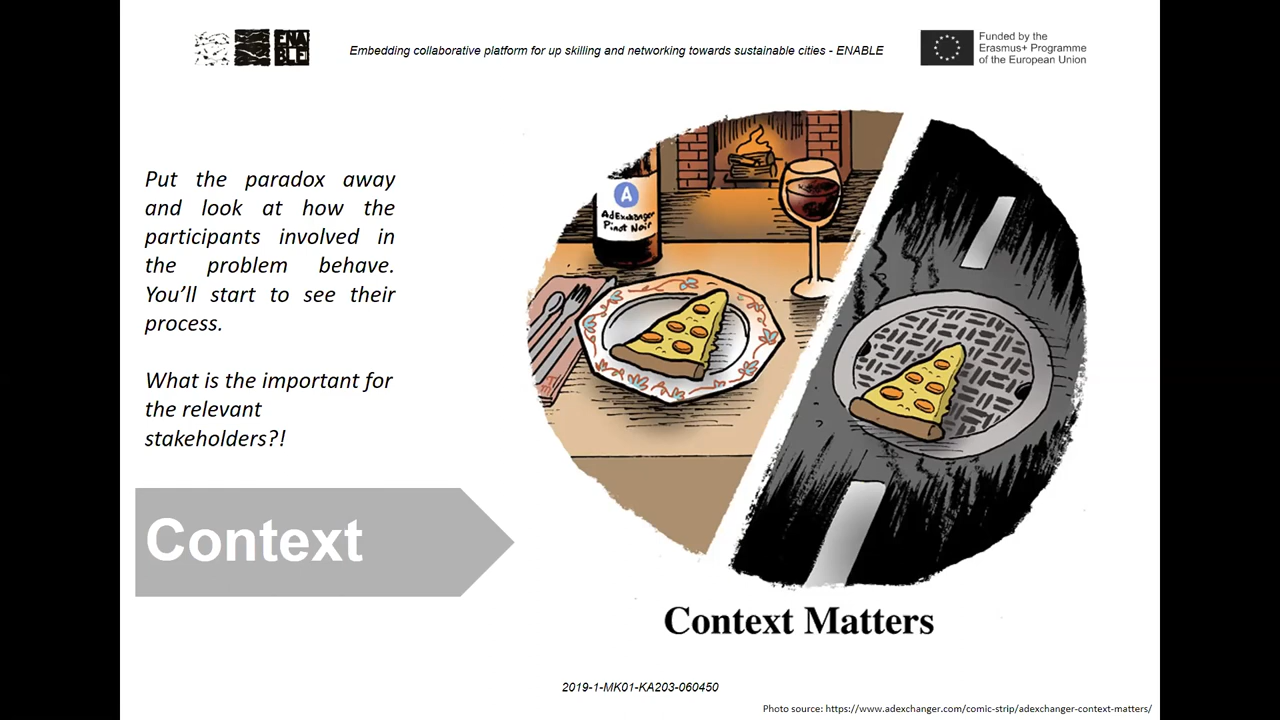 ENA
BLE
Embedding collaborative platform for up skilling and networking towards sustainable cities - ENABLE
Funded by the
Erasmus+ Programme
of the European Union
Put the paradox away
and look at how the
participants involved in
the problem behave.
You'll start to see their
process.
What is the important for
the relevant
stakeholders?!
Context
A
AdExchanger
Pinot Noir
Context Matters
2019-1-MK01-KA203-060450
Photo source: https://www.adexchanger.com/comic-strip/adexchanger-context-matters/